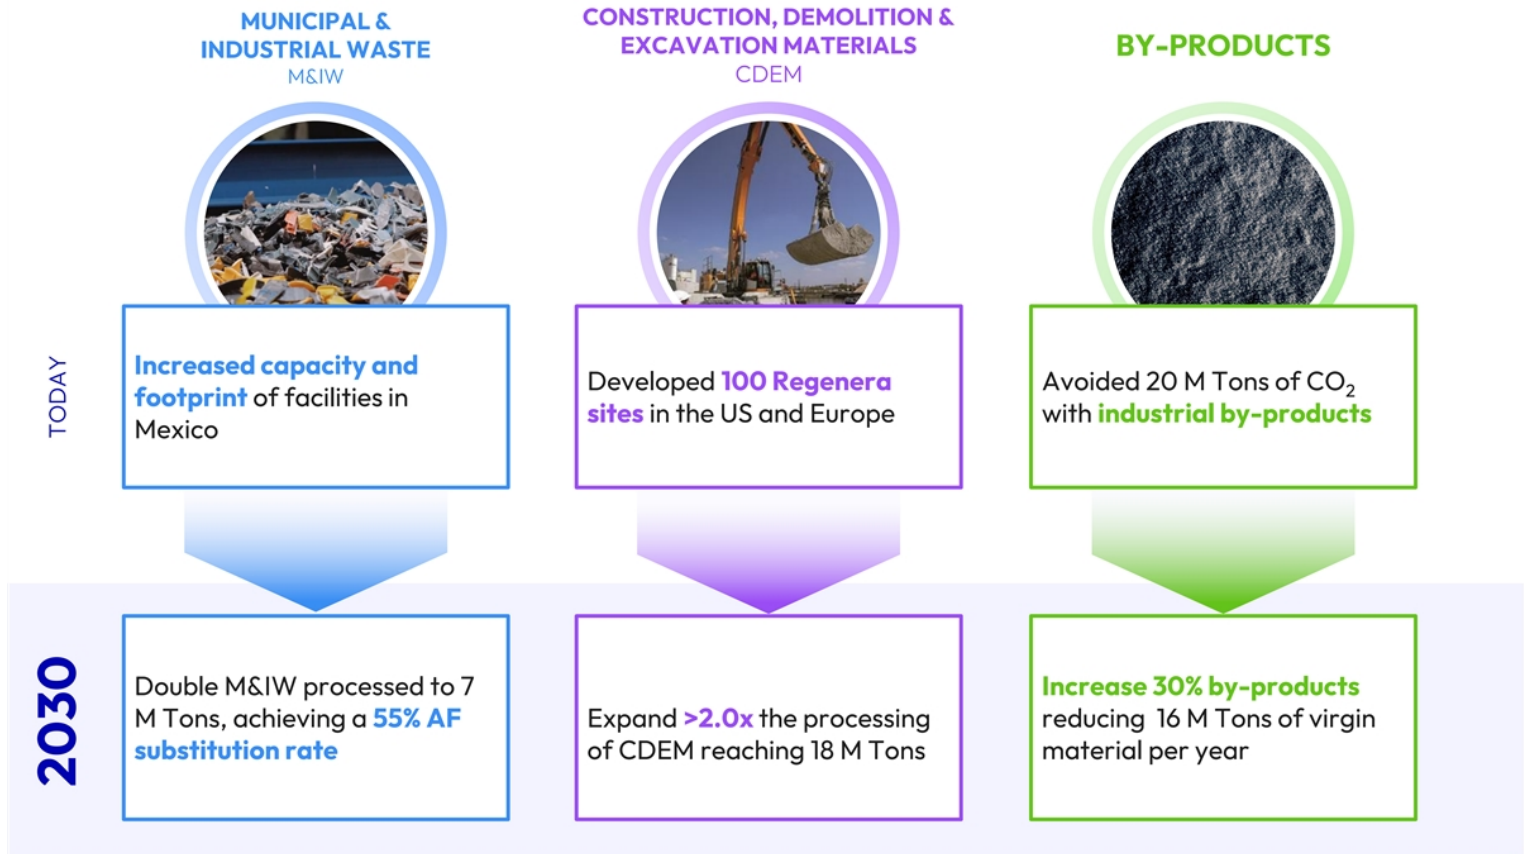 MUNICIPAL &
INDUSTRIAL WASTE
M&IW
CONSTRUCTION, DEMOLITION &
EXCAVATION MATERIALS
CDEM
BY-PRODUCTS
TODAY
Increased capacity and
footprint of facilities in
Mexico
Developed 100 Regenera
sites in the US and Europe
Avoided 20 M Tons of CO₂
with industrial by-products
2030
Double M&IW processed to 7
M Tons, achieving a 55% AF
substitution rate
Expand >2.0x the processing
of CDEM reaching 18 M Tons
Increase 30% by-products
reducing  16 M Tons of virgin
material per year